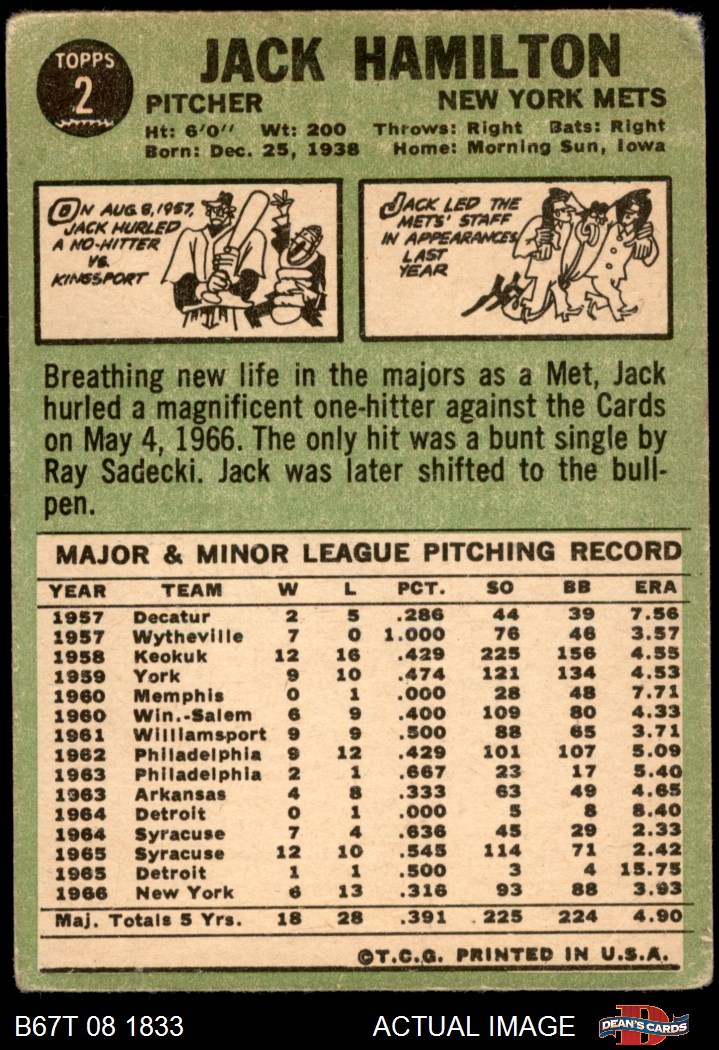 TOPPS
2
JACK HAMILTON
PITCHER NEW YORK METS
Ht: 6'0" Wt: 200 Throws: Right Bats: Right
Born: Dec. 25, 1938 Home: Morning Sun, Iowa
ON AUG. 8, 1957,
JACK HURLED
A NO-HITTER
VS.
KINGSPORT
JACK LED THE
METS' STAFF
IN APPEARANCES
LAST
YEAR
Breathing new life in the majors as a Met, Jack
hurled a magnificent one-hitter against the Cards
on May 4, 1966. The only hit was a bunt single by
Ray Sadecki. Jack was later shifted to the bull-
pen.
MAJOR & MINOR LEAGUE PITCHING RECORD
YEAR TEAM W L PCT. SO BB ERA
1957 Decatur 2 5 .286 44 39 7.56
1957 Wytheville 7 0 1.000 76 46 3.57
1958 Keokuk 12 16 .429 225 156 4.55
1959 York 9 10 .474 121 134 4.53
1960 Memphis 0 1 .000 28 48 7.71
1960 Win.-Salem 6 9 .400 109 80 4.33
1961 Williamsport 9 9 .500 88 65 3.71
1962 Philadelphia 9 12 .429 101 107 5.09
1963 Philadelphia 2 1 .667 23 17 5.40
1963 Arkansas 4 8 .333 63 49 4.65
1964 Detroit 0 1 .000 5 8 8.40
1964 Syracuse 7 4 .636 45 29 2.33
1965 Syracuse 12 10 .545 114 71 2.42
1965 Detroit 1 1 .500 3 4 15.75
1966 New York 6 13 .316 93 88 3.93
Maj. Totals 5 Yrs. 18 28 .391 225 224 4.90
©T.C.G. PRINTED IN U.S.A.
B67T 08 1833 ACTUAL IMAGE
D
DEAN'S CARDS